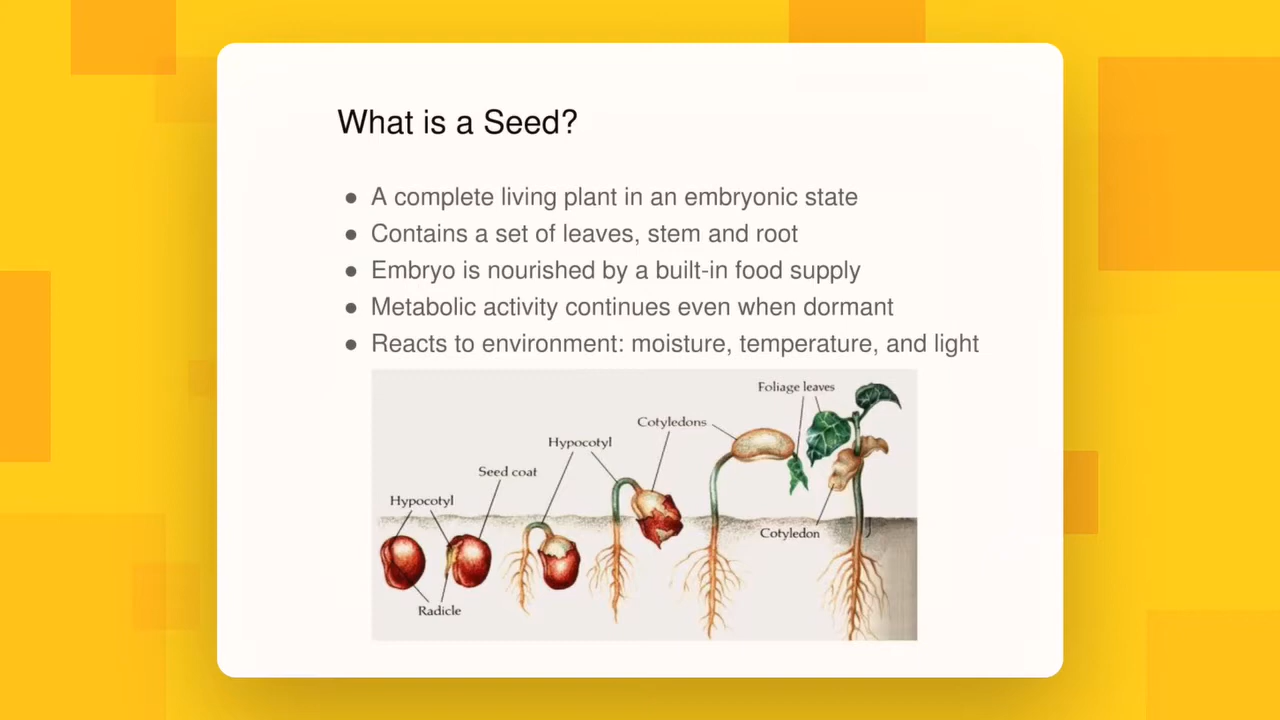 What is a Seed?
● A complete living plant in an embryonic state
● Contains a set of leaves, stem and root
● Embryo is nourished by a built-in food supply
● Metabolic activity continues even when dormant
● Reacts to environment: moisture, temperature, and light
Foliage leaves
Cotyledons
Hypocotyl
Seed coat
Hypocotyl
Cotyledon
Radicle